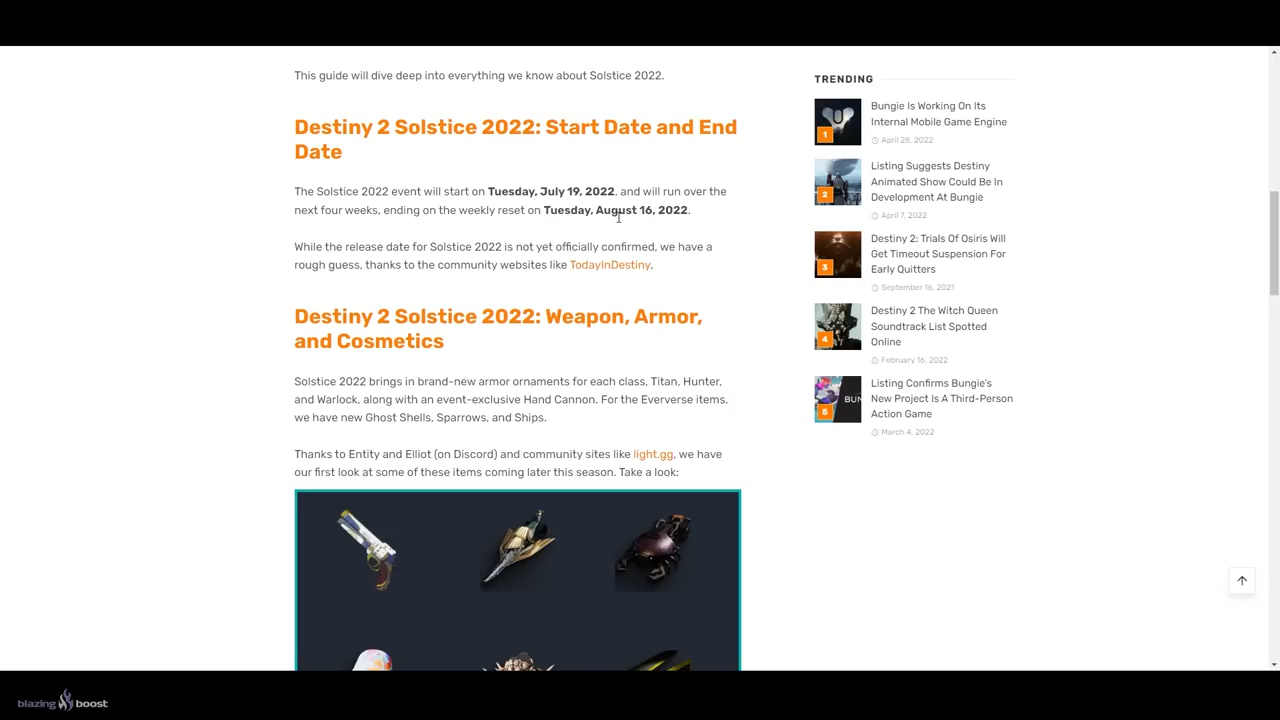 This guide will dive deep into everything we know about Solstice 2022.
Destiny 2 Solstice 2022: Start Date and End
Date
The Solstice 2022 event will start on Tuesday, July 19, 2022, and will run over the
next four weeks, ending on the weekly reset on Tuesday, August 16, 2022.
While the release date for Solstice 2022 is not yet officially confirmed, we have a
rough guess, thanks to the community websites like TodayInDestiny.
Destiny 2 Solstice 2022: Weapon, Armor,
and Cosmetics
Solstice 2022 brings in brand-new armor ornaments for each class, Titan, Hunter,
and Warlock, along with an event-exclusive Hand Cannon. For the Eververse items,
we have new Ghost Shells, Sparrows, and Ships.
Thanks to Entity and Elliot (on Discord) and community sites like light.gg, we have
our first look at some of these items coming later this season. Take a look:
TRENDING
1
Bungie Is Working On Its
Internal Mobile Game Engine
April 28, 2022
2
Listing Suggests Destiny
Animated Show Could Be In
Development At Bungie
April 7, 2022
3
Destiny 2: Trials Of Osiris Will
Get Timeout Suspension For
Early Quitters
September 16, 2021
4
Destiny 2 The Witch Queen
Soundtrack List Spotted
Online
February 16, 2022
BUN
5
Listing Confirms Bungie's
New Project Is A Third-Person
Action Game
March 4, 2022
blazing boost